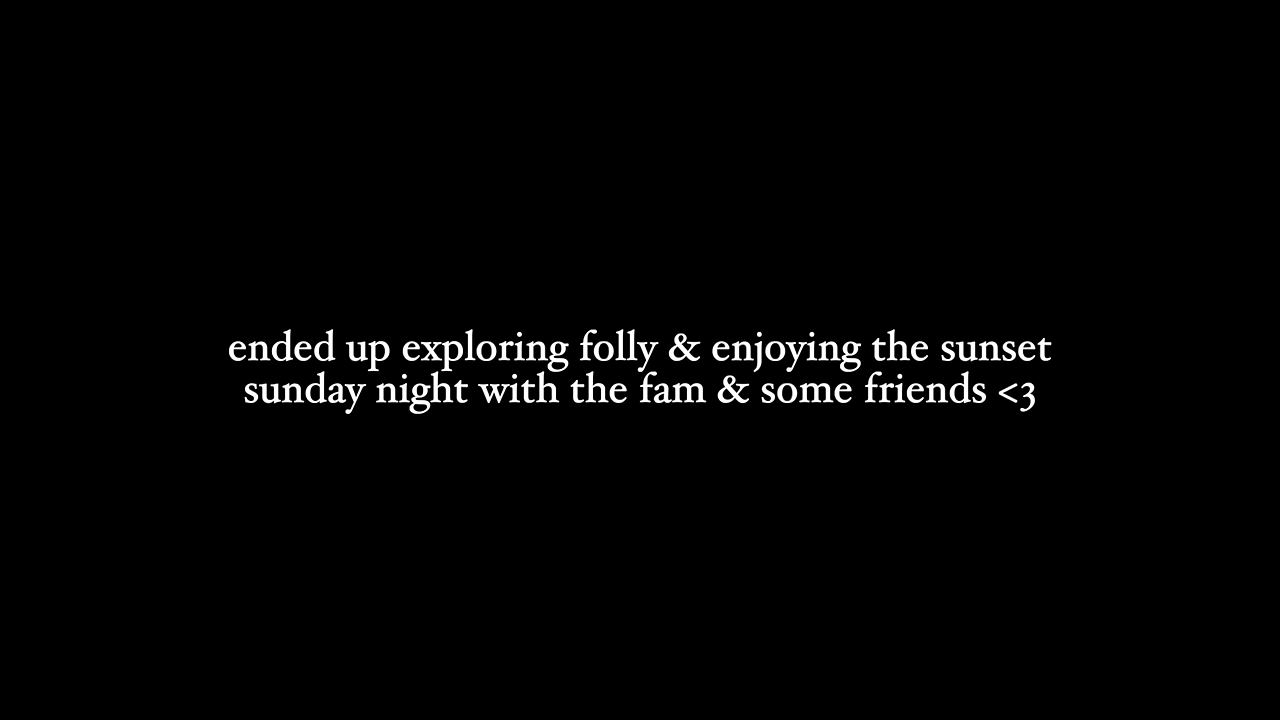 ended up exploring folly & enjoying the sunset
sunday night with the fam & some friends <3